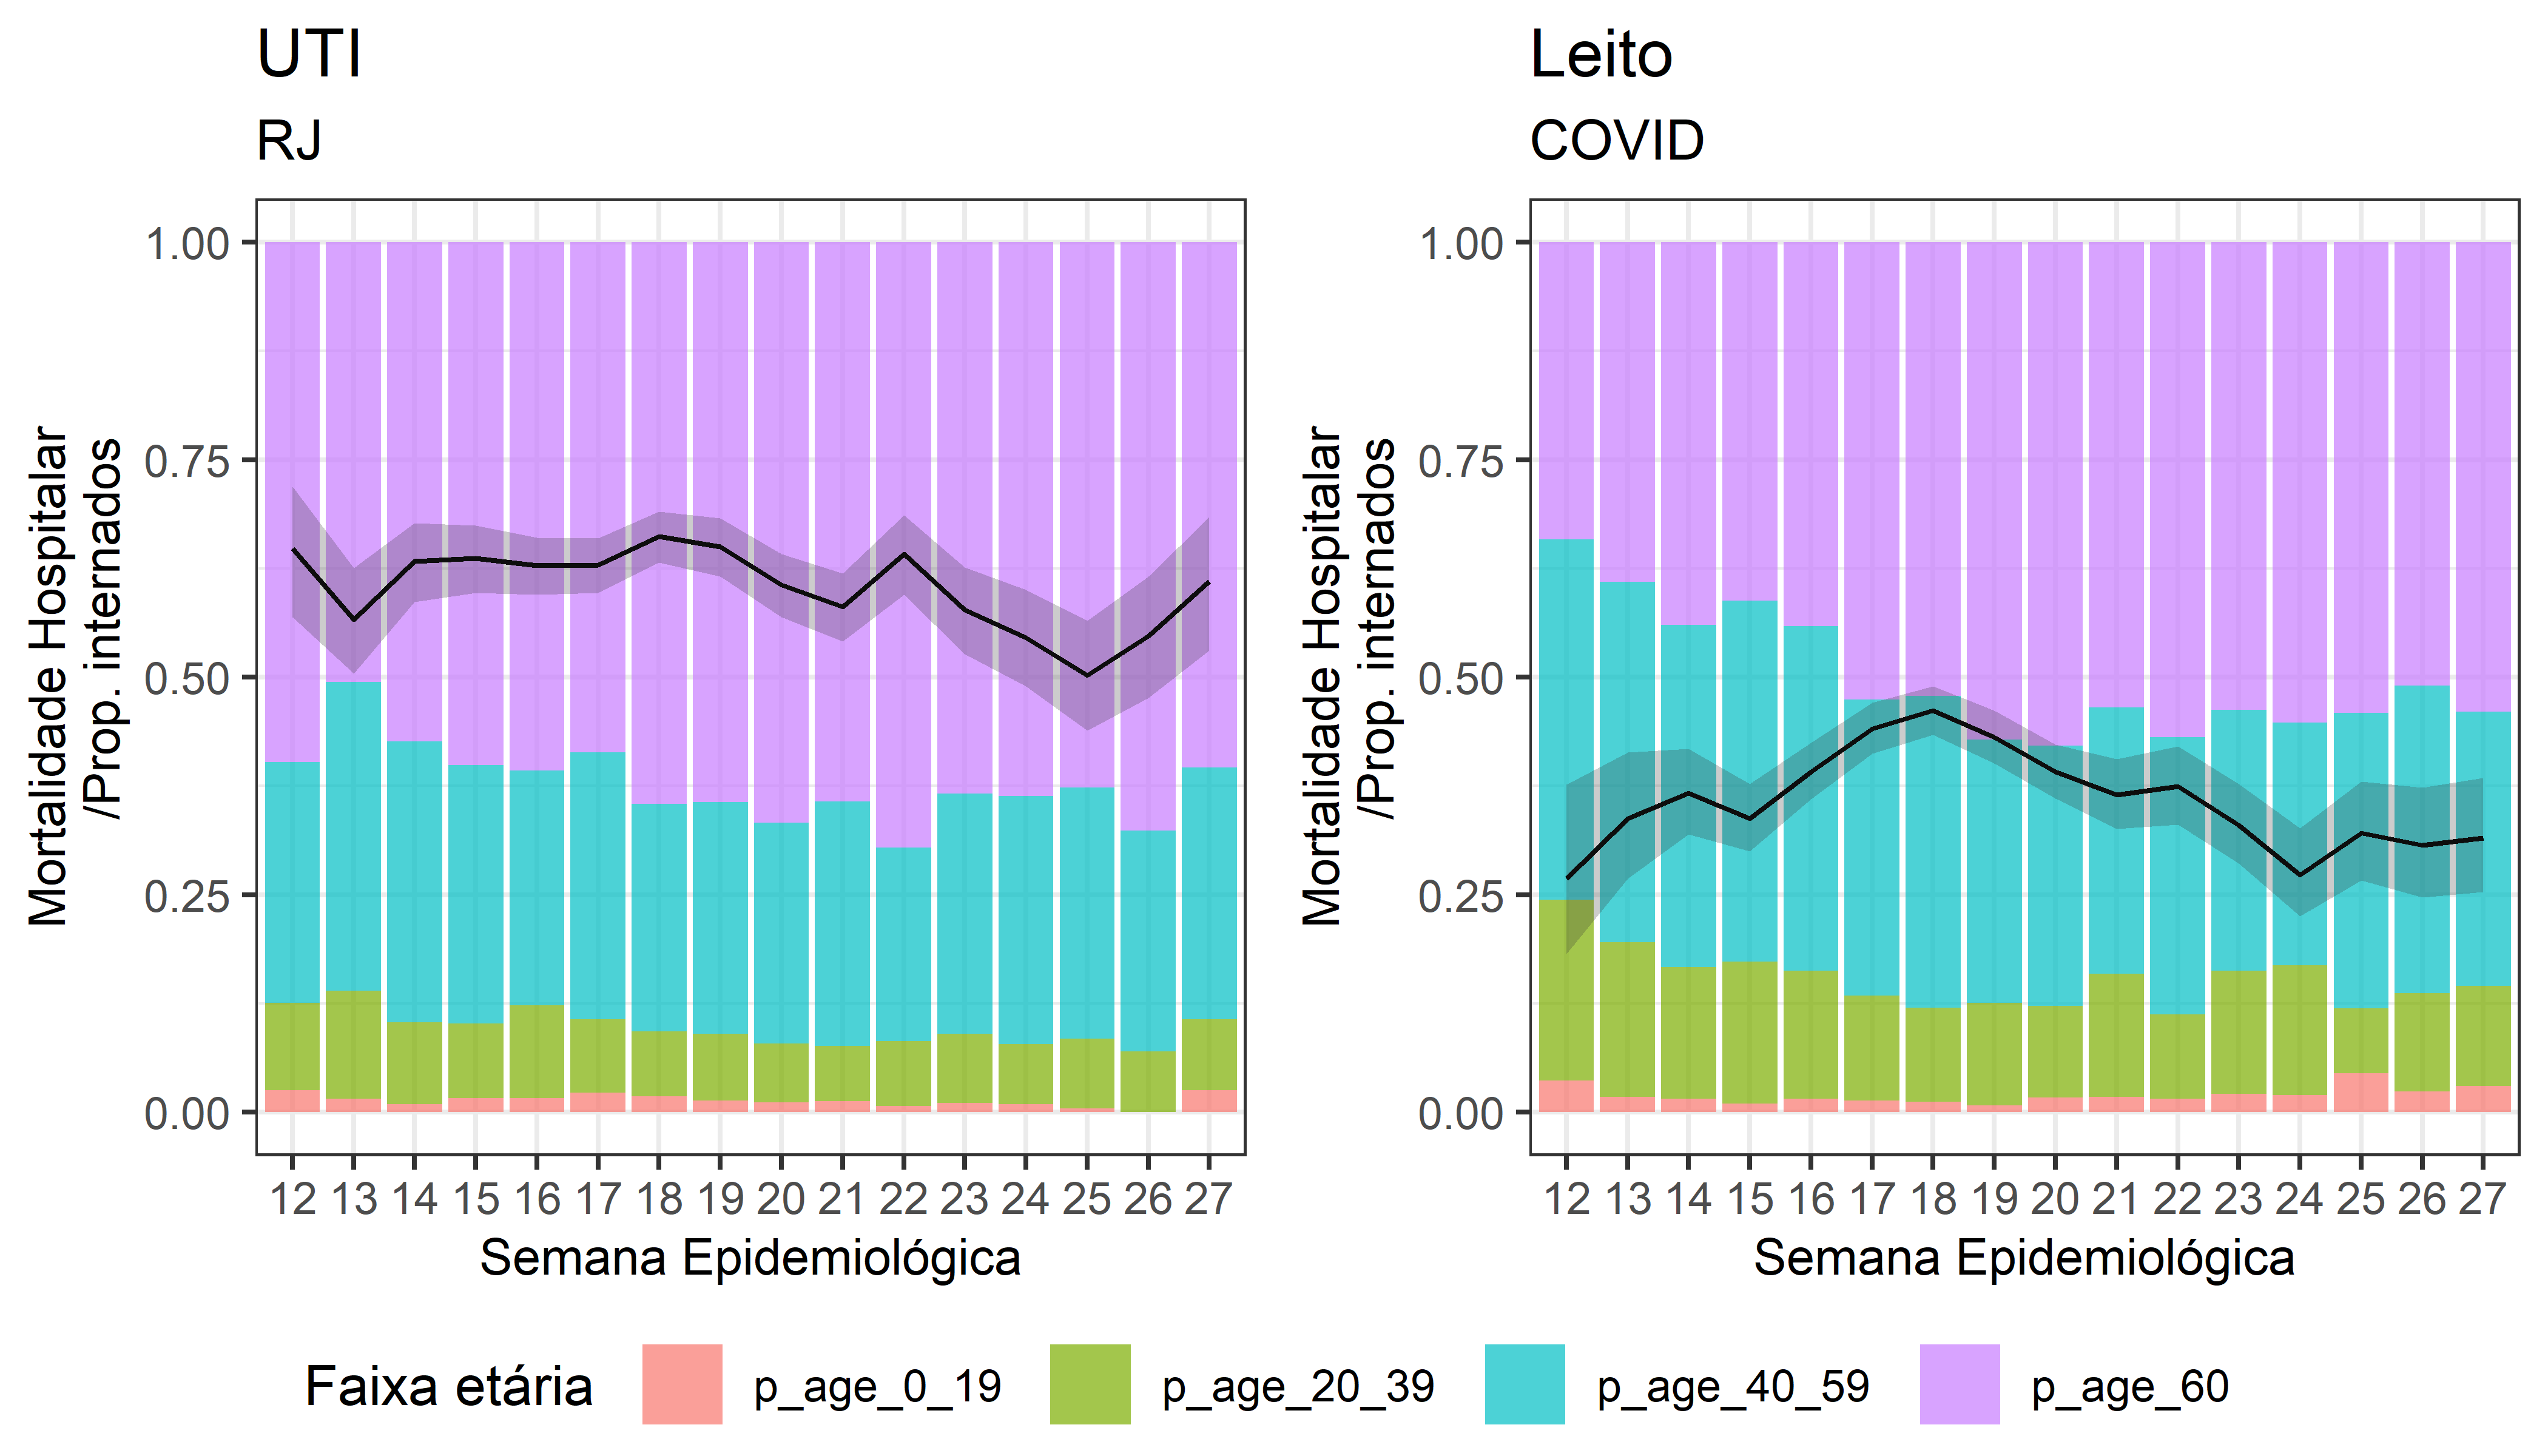 UTI
RJ
Mortalidade Hospitalar
/Prop. internados
1.00
0.75
0.50
0.25
0.00
12 13 14 15 16 17 18 19 20 21 22 23 24 25 26 27
Semana Epidemiológica
Leito
COVID
Mortalidade Hospitalar
/Prop. internados
1.00
0.75
0.50
0.25
0.00
12 13 14 15 16 17 18 19 20 21 22 23 24 25 26 27
Semana Epidemiológica
Faixa etária p_age_0_19 p_age_20_39 p_age_40_59 p_age_60